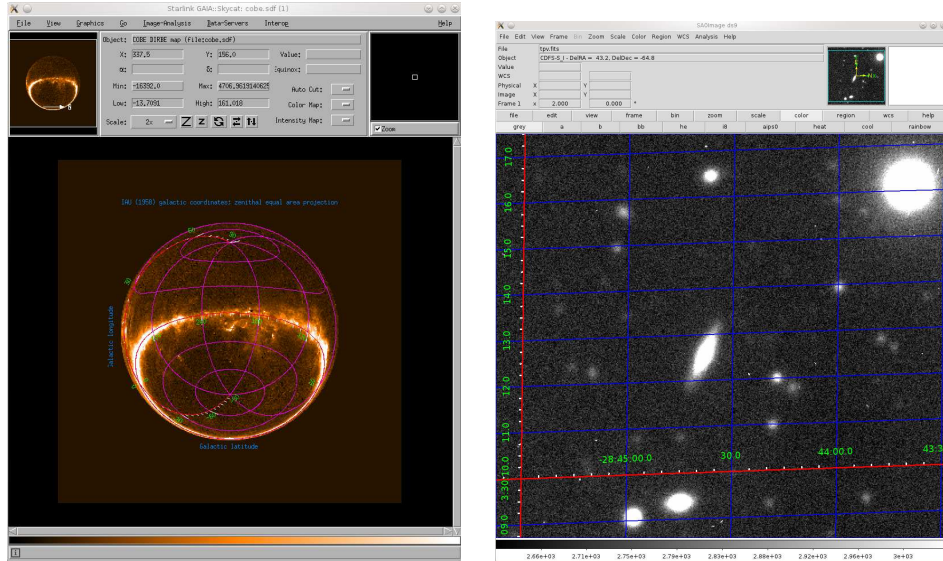 Starlink GAIA::Skycat: cobe.sdf (1)
File View Graphics Go Image-Analysis Data-Servers Interop Help
Object: COBE DIRBE map (File:cobe.sdf)
X: 337.5 Y: 156.0 Value:
α: δ: Equinox:
Min: -16392.0 Max: 4706.9619140625
Auto Cut:
Low: -13.7091 High: 161.018
Color Map:
Scale: 2x Z z
Intensity Map:
Zoom
IAU (1958) galactic coordinates: zenithal equal area projection
Galactic longitude
Galactic latitude
SAOImage ds9
File Edit View Frame Bin Zoom Scale Color Region WCS Analysis Help
File tpv.fits
Object CDFS-S_I - DelRA = 43.2, DelDec = -64.8
Value
WCS
Physical X Y
Image X Y
Frame 1 x 2.000 0.000 °
file edit view frame bin zoom scale color region wcs help
grey a b bb he i8 aips0 heat cool rainbow
17.0
16.0
15.0
14.0
13.0
12.0
11.0
3:30:10.0
09.0
-28:45:00.0 30.0 44:00.0 43:3
2.66e+03 2.71e+03 2.75e+03 2.79e+03 2.83e+03 2.88e+03 2.92e+03 2.96e+03 3e+03